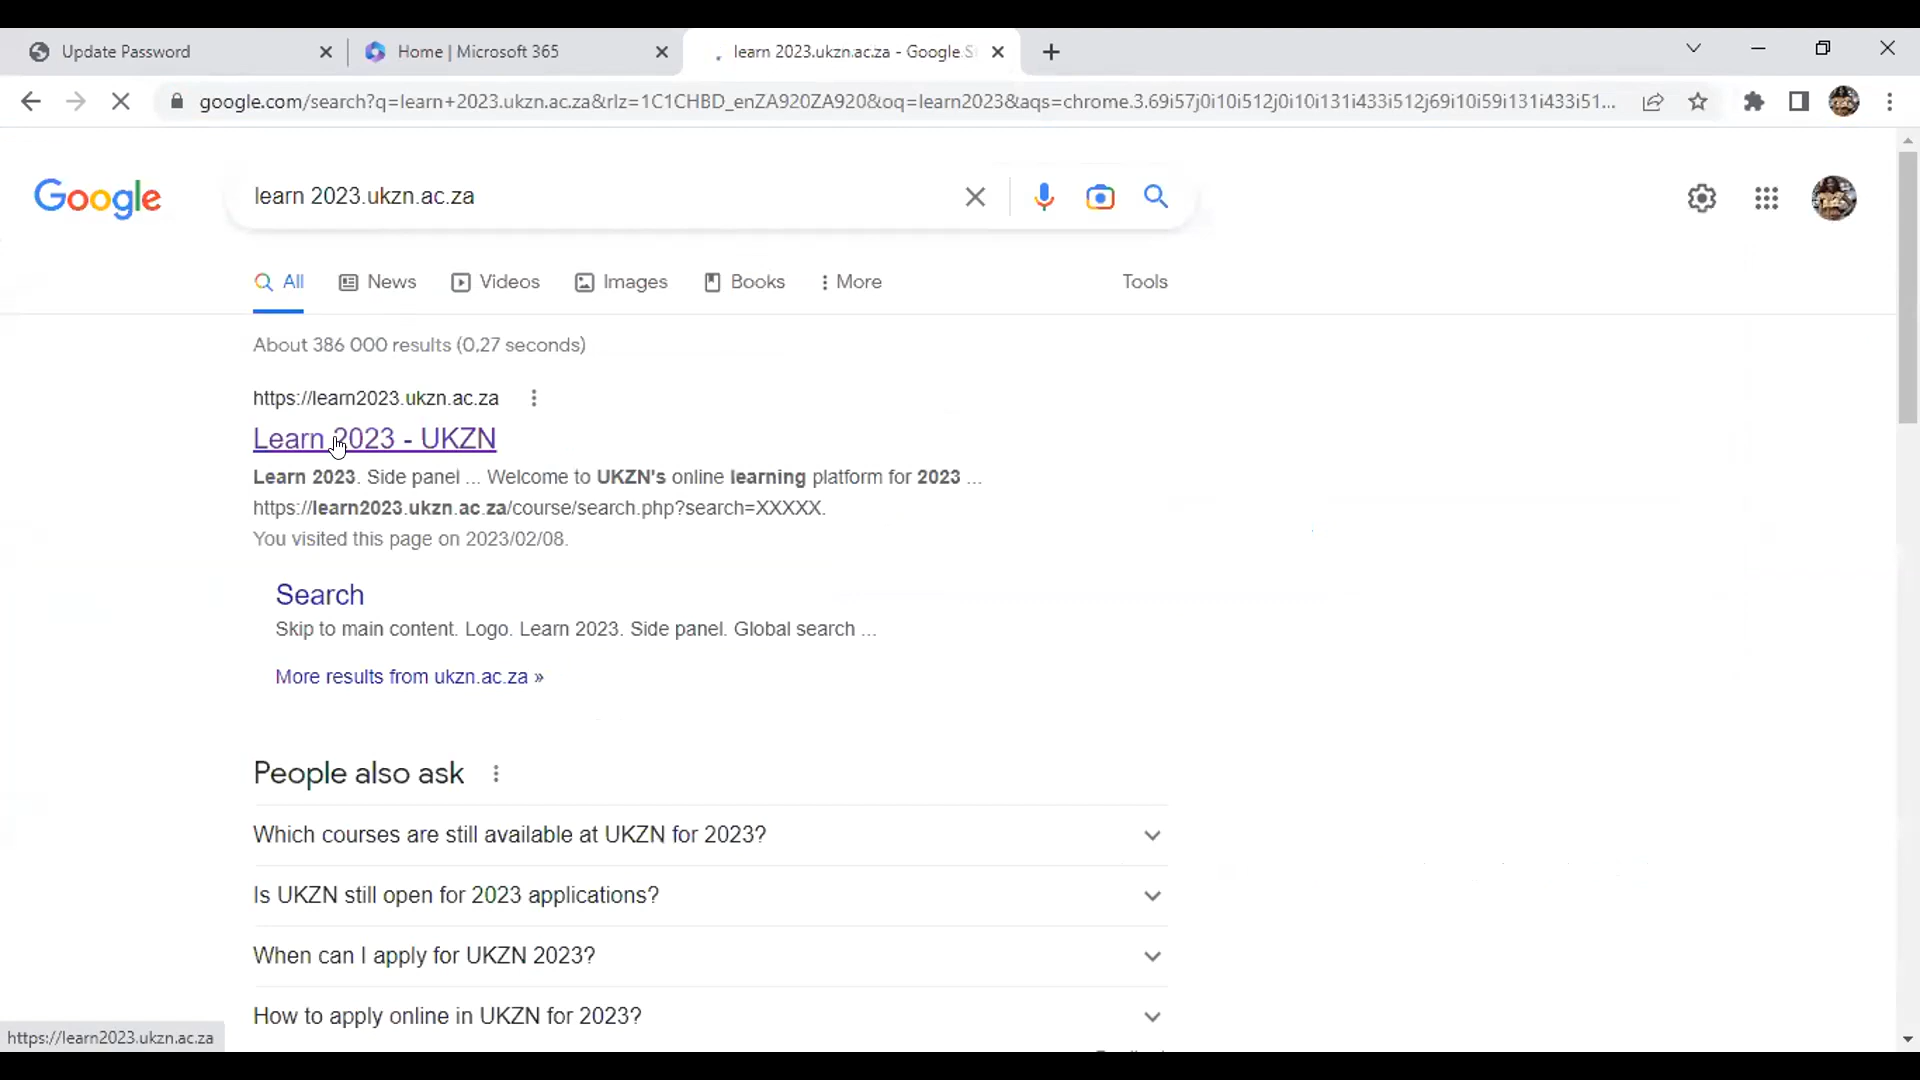 Update Password
Home | Microsoft 365
learn 2023.ukzn.ac.za - Google
google.com/search?q=learn+2023.ukzn.ac.za&rlz=1C1CHBD_enZA920ZA920&oq=learn2023&aqs=chrome.3.69i57j0i10i512j0i10i131i433i512j69i10i59i131i433i51...
Google
learn 2023.ukzn.ac.za
All
News
Videos
Images
Books
More
Tools
About 386 000 results (0,27 seconds)
https://learn2023.ukzn.ac.za
Learn 2023 - UKZN
Learn 2023. Side panel ... Welcome to UKZN's online learning platform for 2023 ...
https://learn2023.ukzn.ac.za/course/search.php?search=XXXXX.
You visited this page on 2023/02/08.
Search
Skip to main content. Logo. Learn 2023. Side panel. Global search ...
More results from ukzn.ac.za »
People also ask
Which courses are still available at UKZN for 2023?
Is UKZN still open for 2023 applications?
When can I apply for UKZN 2023?
How to apply online in UKZN for 2023?
https://learn2023.ukzn.ac.za